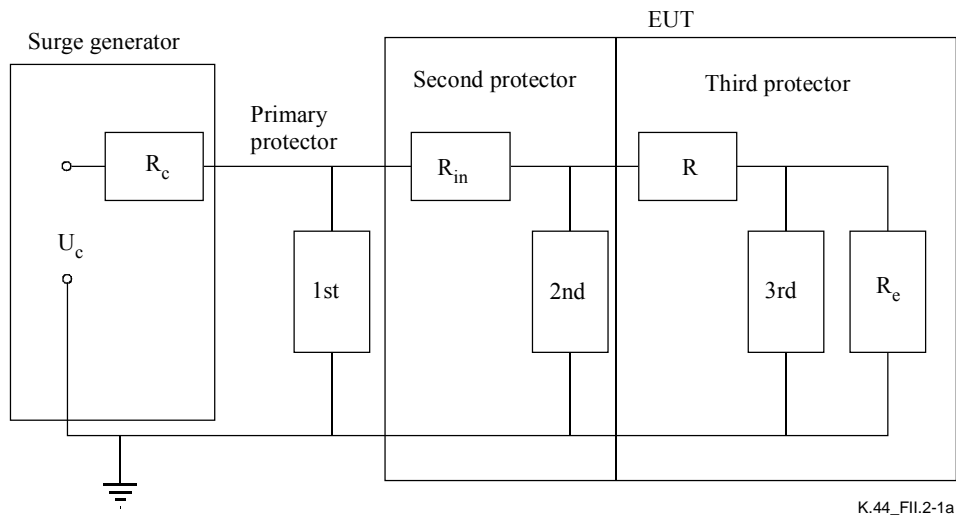 EUT
Surge generator
Second protector
Third protector
Primary
protector
Rc
Rin
R
Uc
1st
2nd
3rd
Re
K.44_FII.2-1a